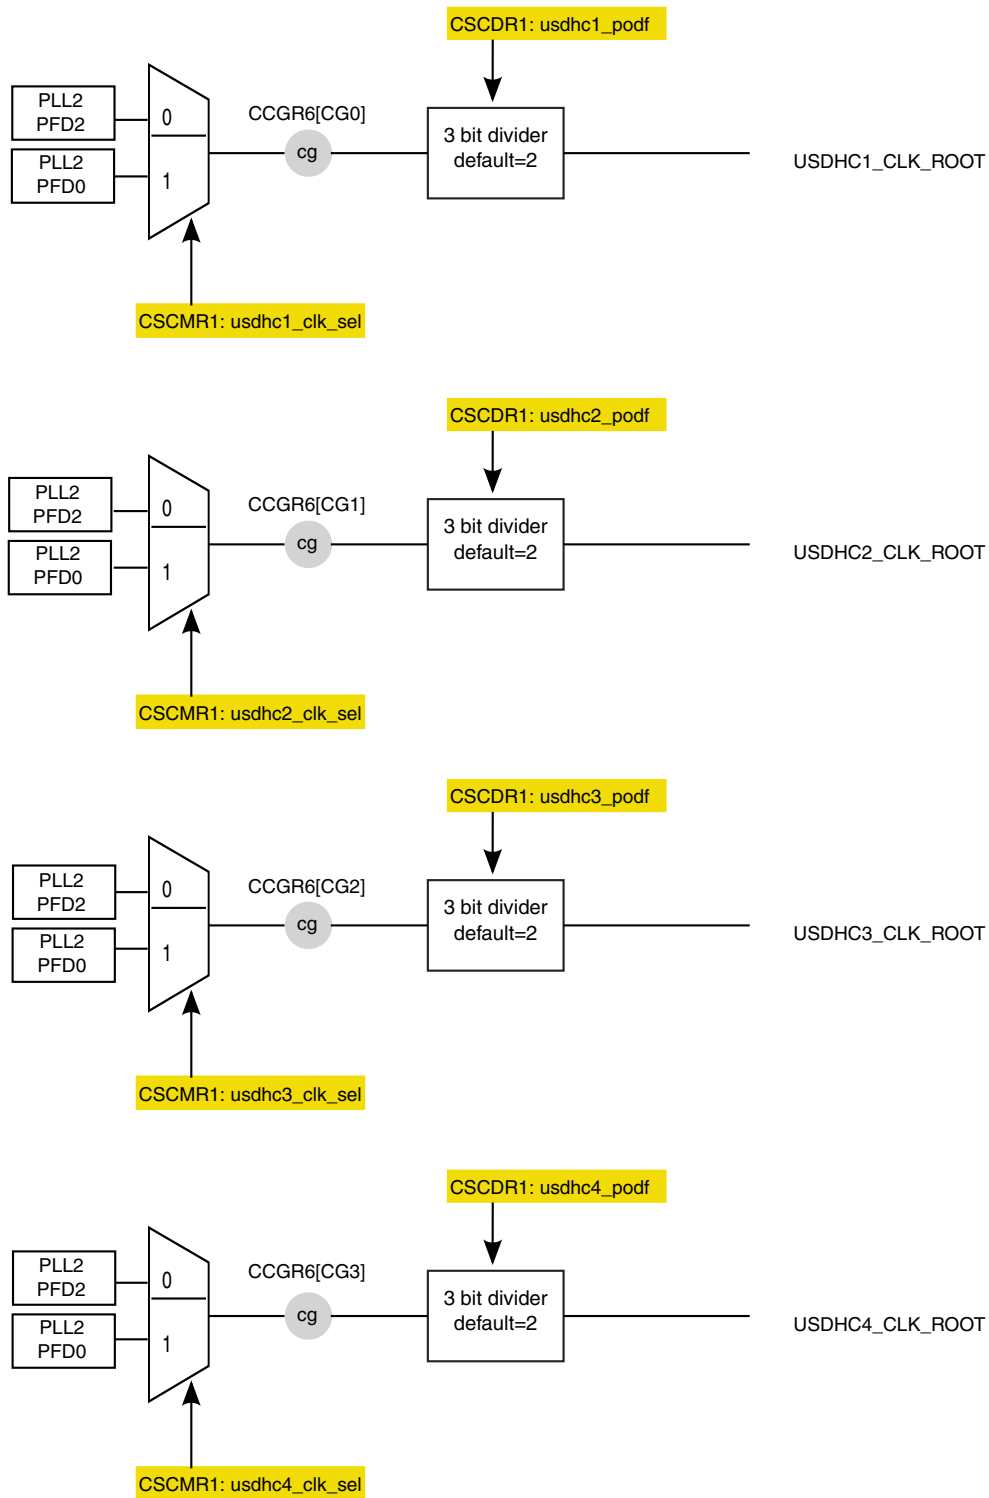 CSCDR1: usdhc1_podf
PLL2
PFD2
0
CCGR6[CG0]
cg
3 bit divider
default=2
USDHC1_CLK_ROOT
PLL2
PFD0
1
CSCMR1: usdhc1_clk_sel
CSCDR1: usdhc2_podf
PLL2
PFD2
0
CCGR6[CG1]
cg
3 bit divider
default=2
USDHC2_CLK_ROOT
PLL2
PFD0
1
CSCMR1: usdhc2_clk_sel
CSCDR1: usdhc3_podf
PLL2
PFD2
0
CCGR6[CG2]
cg
3 bit divider
default=2
USDHC3_CLK_ROOT
PLL2
PFD0
1
CSCMR1: usdhc3_clk_sel
CSCDR1: usdhc4_podf
PLL2
PFD2
0
CCGR6[CG3]
cg
3 bit divider
default=2
USDHC4_CLK_ROOT
PLL2
PFD0
1
CSCMR1: usdhc4_clk_sel